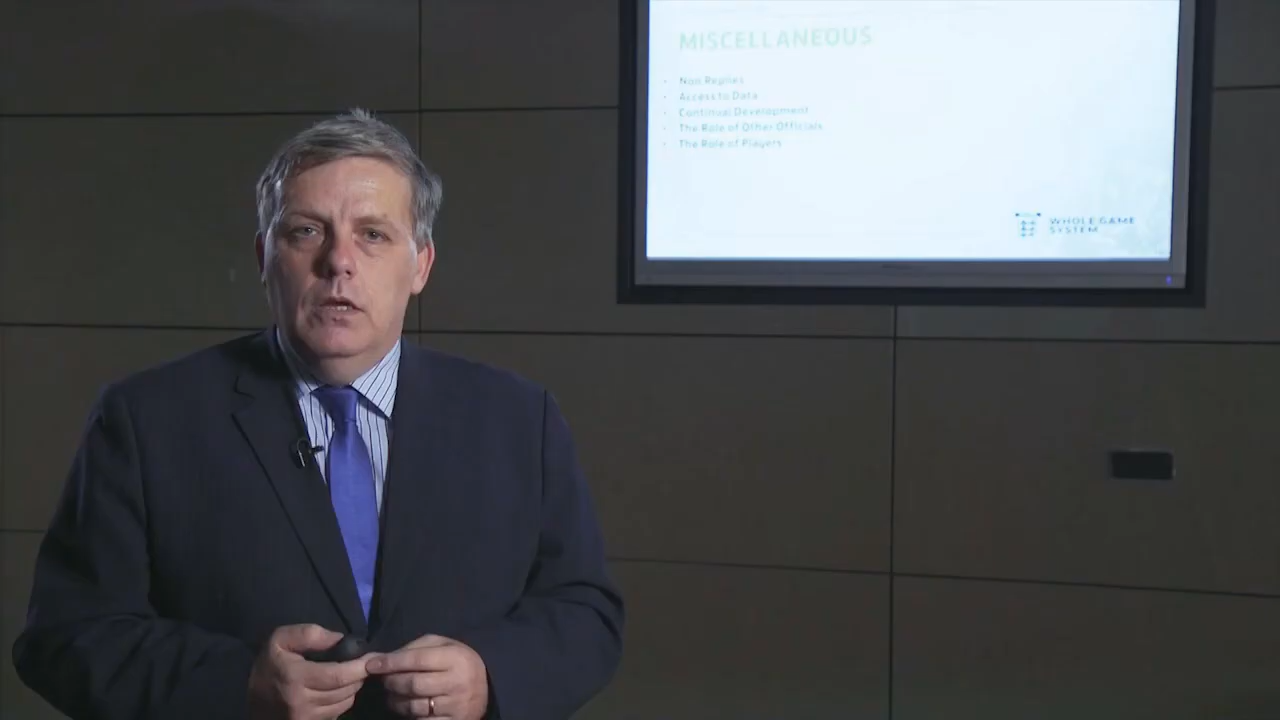 MISCELLANEOUS
• Non Replies
• Access to Data
• Continual Development
• The Role of Other Officials
• The Role of Players
WHOLE GAME
SYSTEM